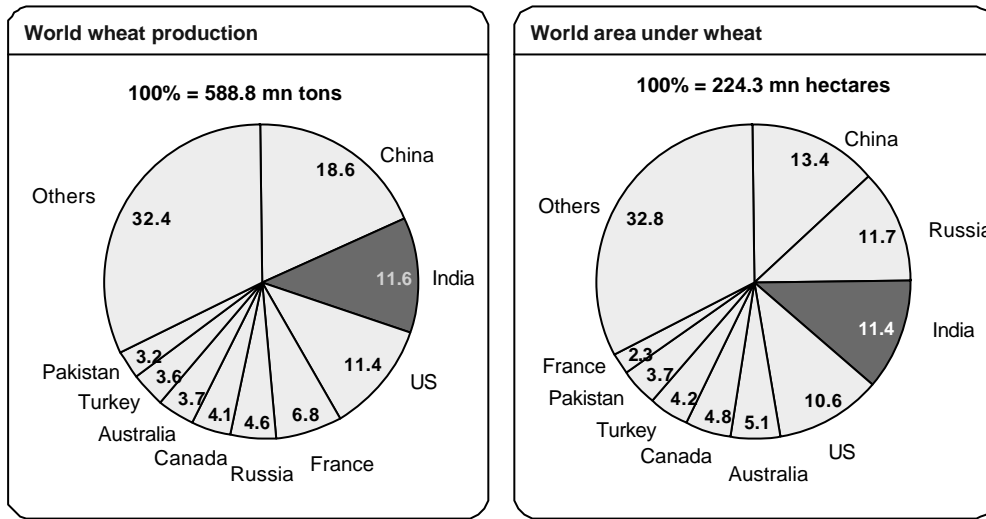 World wheat production
100% = 588.8 mn tons
China
18.6
Others
32.4
India
11.6
US
11.4
France
6.8
Russia
4.6
Canada
4.1
Australia
3.7
Turkey
3.6
Pakistan
3.2
World area under wheat
100% = 224.3 mn hectares
China
13.4
Others
32.8
Russia
11.7
India
11.4
US
10.6
Australia
5.1
Canada
4.8
Turkey
4.2
Pakistan
3.7
France
2.3